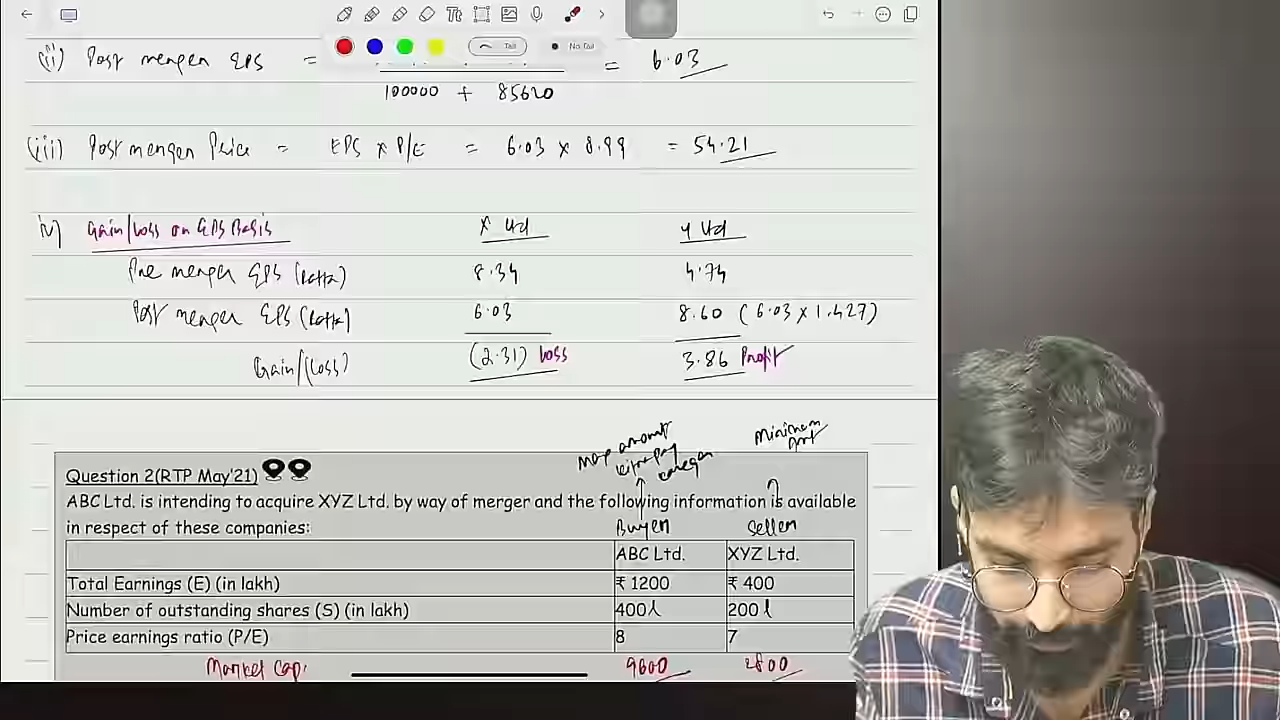 Tt
Tail
No Tail
(ii) Post merger EPS = = 6.03
100000 + 85620
(iii) Post merger Price = EPS x P/E = 6.03 x 8.99 = 54.21
iv) Gain/Loss on EPS Basis X Ltd Y Ltd
Pre merger EPS 8.34 4.74
Post merger EPS 6.03 8.60 (6.03 x 1.427)
Gain/(Loss) (2.31) Loss 3.86 Profit
amount Minimum
Question 2(RTP May'21)
ABC Ltd. is intending to acquire XYZ Ltd. by way of merger and the following information is available
in respect of these companies: Buyer Seller
ABC Ltd. XYZ Ltd.
Total Earnings (E) (in lakh) ₹ 1200 ₹ 400
Number of outstanding shares (S) (in lakh) 400 l 200 l
Price earnings ratio (P/E) 8 7
Market Cap. 9600 2800